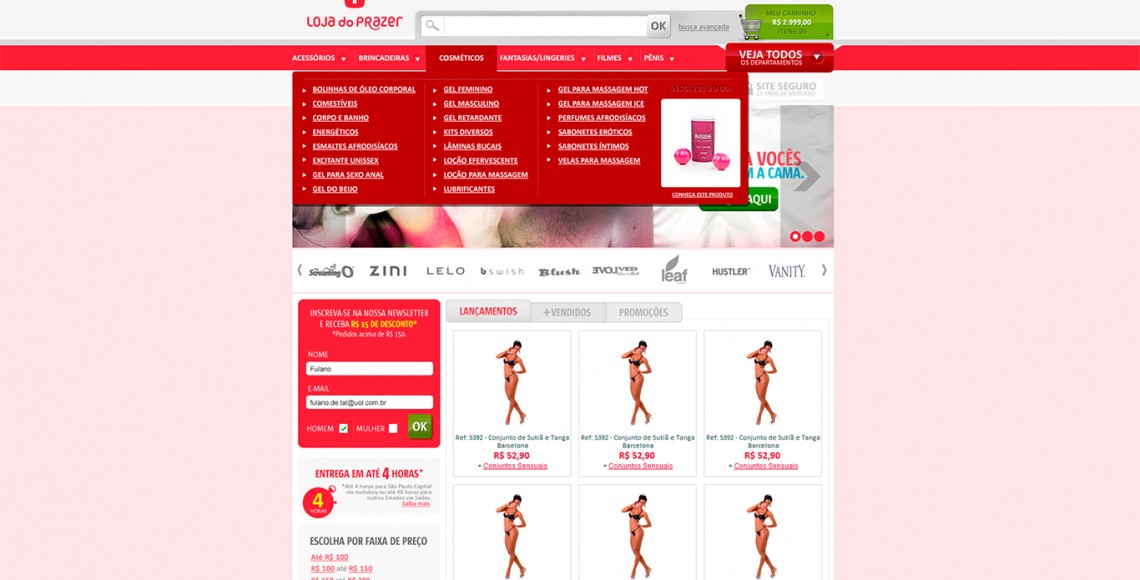 LOJA DO PRAZER
OK
busca avançada
MEU CARRINHO
R$ 2.999,00
ITENS: 05
ACESSÓRIOS
BRINCADEIRAS
COSMÉTICOS
FANTASIAS/LINGERIES
FILMES
PÊNIS
VEJA TODOS
OS DEPARTAMENTOS
BOLINHAS DE ÓLEO CORPORAL
COMESTÍVEIS
CORPO E BANHO
ENERGÉTICOS
ESMALTES AFRODISÍACOS
EXCITANTE UNISSEX
GEL PARA SEXO ANAL
GEL DO BEIJO
GEL FEMININO
GEL MASCULINO
GEL RETARDANTE
KITS DIVERSOS
LÂMINAS BUCAIS
LOÇÃO EFERVESCENTE
LOÇÃO PARA MASSAGEM
LUBRIFICANTES
GEL PARA MASSAGEM HOT
GEL PARA MASSAGEM ICE
PERFUMES AFRODISÍACOS
SABONETES ERÓTICOS
SABONETES ÍNTIMOS
VELAS PARA MASSAGEM
DESTAQUE DO DIA
INSIDE
CONHEÇA ESTE PRODUTO
SITE SEGURO
13 ANOS DE MERCADO
A VOCÊS
M A CAMA.
AQUI
Screaming O
ZINI
LELO
bswish
Blush
EVOLVED
leaf
HUSTLER
VANITY
INSCREVA-SE NA NOSSA NEWSLETTER
E RECEBA R$ 15 DE DESCONTO*
*Pedidos acima de R$ 150.
NOME
Fulano
E-MAIL
fulano.de.tal@uol.com.br
HOMEM
MULHER
OK
LANÇAMENTOS
+VENDIDOS
PROMOÇÕES
Ref: 5392 - Conjunto de Sutiã e Tanga
Barcelona
R$ 52,90
+ Conjuntos Sensuais
Ref: 5392 - Conjunto de Sutiã e Tanga
Barcelona
R$ 52,90
+ Conjuntos Sensuais
Ref: 5392 - Conjunto de Sutiã e Tanga
Barcelona
R$ 52,90
+ Conjuntos Sensuais
ENTREGA EM ATÉ 4 HORAS*
4
HORAS
*Até 4 horas para São Paulo Capital
via motoboy ou até 48 horas para
outros Estados via Sedex.
Saiba mais.
ESCOLHA POR FAIXA DE PREÇO
Até R$ 100
R$ 100 até R$ 150
R$ 150 até R$ 200